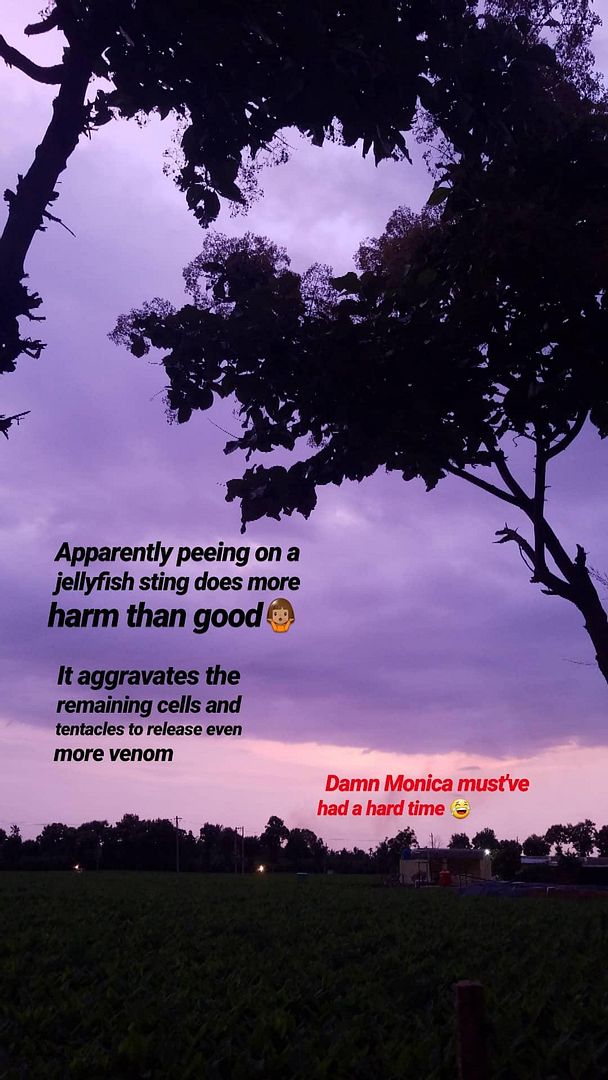 Apparently peeing on a
jellyfish sting does more
harm than good🤷🏽‍♀️
It aggravates the
remaining cells and
tentacles to release even
more venom
Damn Monica must've
had a hard time 😂